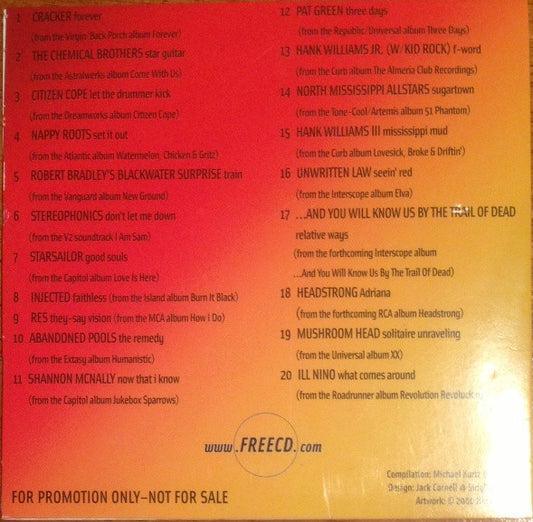 1 CRACKER forever
(from the Virgin/Back Porch album Forever)
2 THE CHEMICAL BROTHERS star guitar
(from the Astralwerks album Come With Us)
3 CITIZEN COPE let the drummer kick
(from the Dreamworks album Citizen Cope)
4 NAPPY ROOTS set it out
(from the Atlantic album Watermelon, Chicken & Gritz)
5 ROBERT BRADLEY'S BLACKWATER SURPRISE train
(from the Vanguard album New Ground)
6 STEREOPHONICS don't let me down
(from the V2 soundtrack I Am Sam)
7 STARSAILOR good souls
(from the Capitol album Love Is Here)
8 INJECTED faithless (from the Island album Burn It Black)
9 RES they-say vision (from the MCA album How I Do)
10 ABANDONED POOLS the remedy
(from the Extasy album Humanistic)
11 SHANNON MCNALLY now that i know
(from the Capitol album Jukebox Sparrows)
12 PAT GREEN three days
(from the Republic/Universal album Three Days)
13 HANK WILLIAMS JR. (W/ KID ROCK) f-word
(from the Curb album The Almeria Club Recordings)
14 NORTH MISSISSIPPI ALLSTARS sugartown
(from the Tone-Cool/Artemis album 51 Phantom)
15 HANK WILLIAMS III mississippi mud
(from the Curb album Lovesick, Broke & Driftin')
16 UNWRITTEN LAW seein' red
(from the Interscope album Elva)
17 ...AND YOU WILL KNOW US BY THE TRAIL OF DEAD
relative ways
(from the forthcoming Interscope album
...And You Will Know Us By The Trail Of Dead)
18 HEADSTRONG Adriana
(from the forthcoming RCA album Headstrong)
19 MUSHROOM HEAD solitaire unraveling
(from the Universal album XX)
20 ILL NINO what comes around
(from the Roadrunner album Revolution
www.FREECD.com
Compilation: Michael Kurtz
Design: Jack Carnell
Artwork: ©
FOR PROMOTION ONLY—NOT FOR SALE